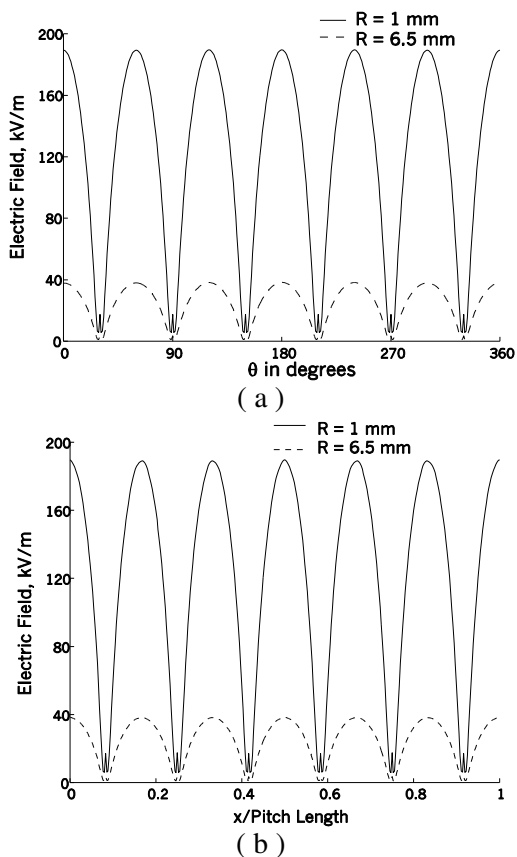 R = 1 mm
R = 6.5 mm
200
160
120
80
40
0
Electric Field, kV/m
0 90 180 270 360
θ in degrees
( a )
R = 1 mm
R = 6.5 mm
200
160
120
80
40
0
Electric Field, kV/m
0 0.2 0.4 0.6 0.8 1
x/Pitch Length
( b )